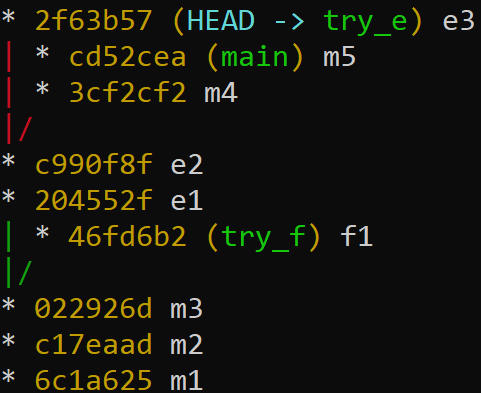 * 2f63b57 (HEAD -> try_e) e3
| * cd52cea (main) m5
| * 3cf2cf2 m4
|/
* c990f8f e2
* 204552f e1
| * 46fd6b2 (try_f) f1
|/
* 022926d m3
* c17eaad m2
* 6c1a625 m1